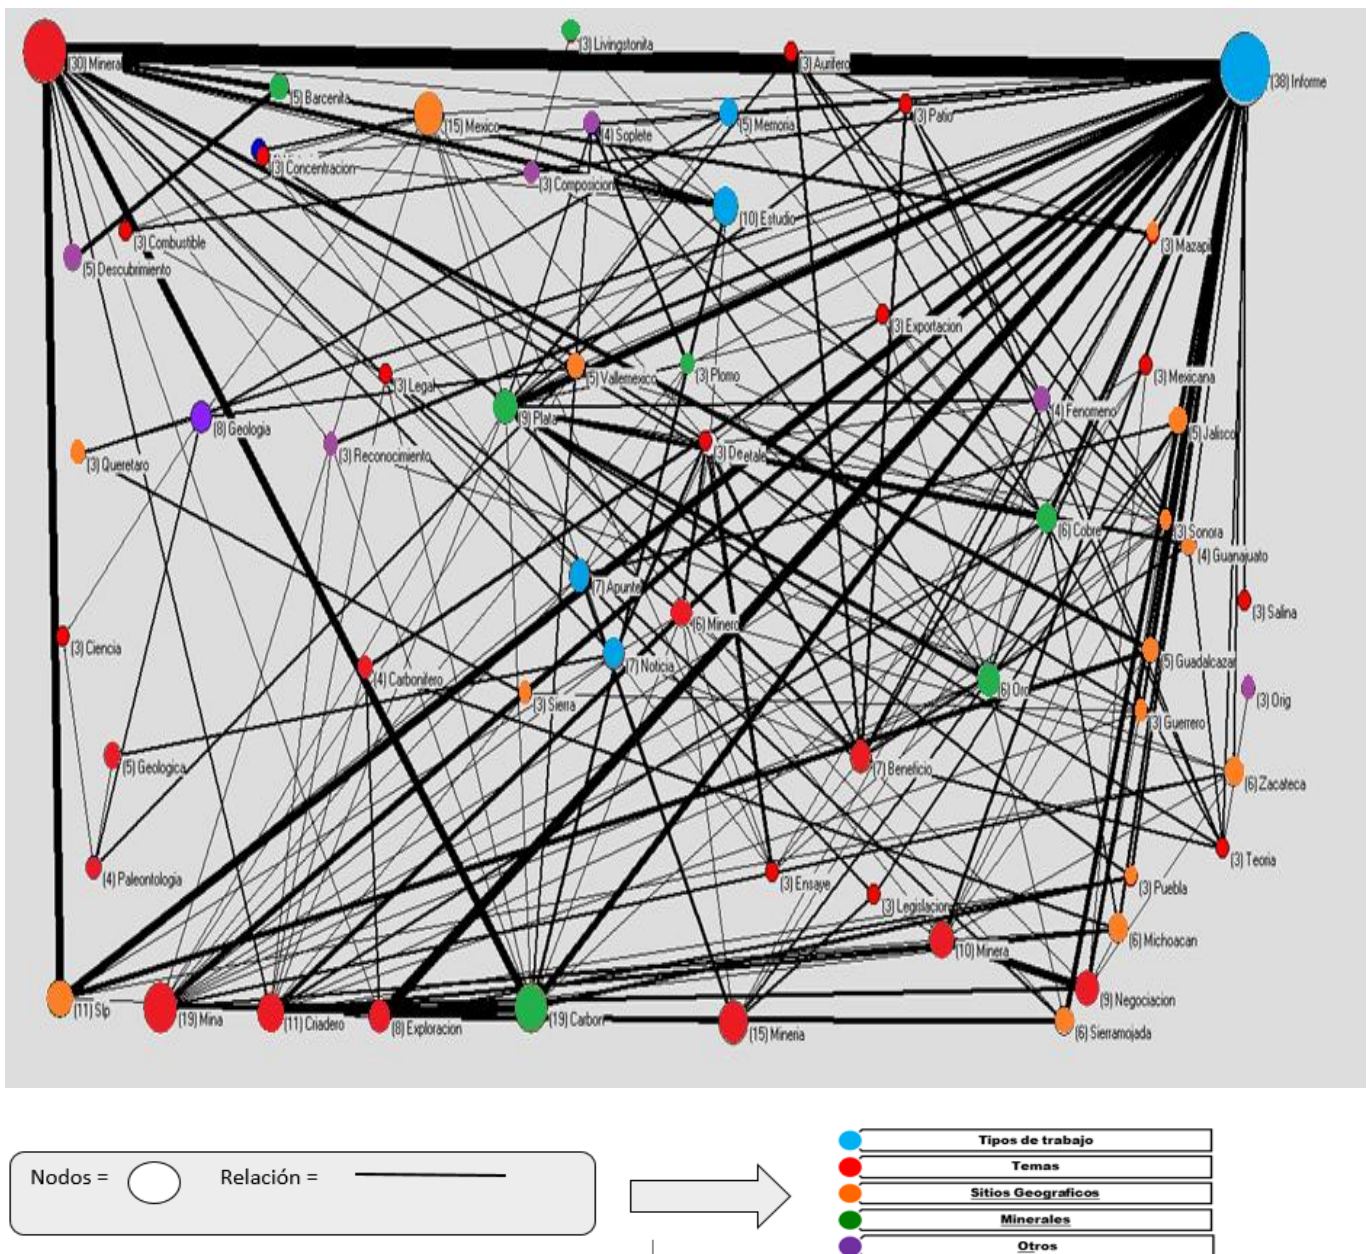 (3) Livingstonita
(30) Minera
(3) Aurifero
(38) Informe
(5) Barcenita
(3) Patio
(15) Mexico
(5) Memoria
(4) Soplete
(3) Concentracion
(3) Composicion
(10) Estudio
(3) Combustible
(3) Mazapi
(5) Descubrimiento
(3) Exportacion
(3) Legal
(5) Vallemexico
(3) Plomo
(3) Mexicana
(9) Plata
(4) Fenomeno
(8) Geologia
(5) Jalisco
(3) Queretaro
(3) Reconocimiento
(6) Cobre
(3) Sonora
(4) Guanajuato
(7) Apunte
(3) Salina
(6) Minero
(3) Ciencia
(7) Noticia
(5) Guadalcazar
(4) Carbonifero
(6) Oro
(3) Orig
(3) Sierra
(3) Guerrero
(5) Geologica
(7) Beneficio
(6) Zacateca
(3) Teoria
(4) Paleontologia
(3) Ensaye
(3) Puebla
(3) Legislacion
(6) Michoacan
(10) Minera
(9) Negociacion
(11) Slp
(19) Mina
(11) Criadero
(8) Exploracion
(19) Carbon
(15) Mineria
(6) Sierramojada
Nodos =
Relación =
Tipos de trabajo
Temas
Sitios Geograficos
Minerales
Otros